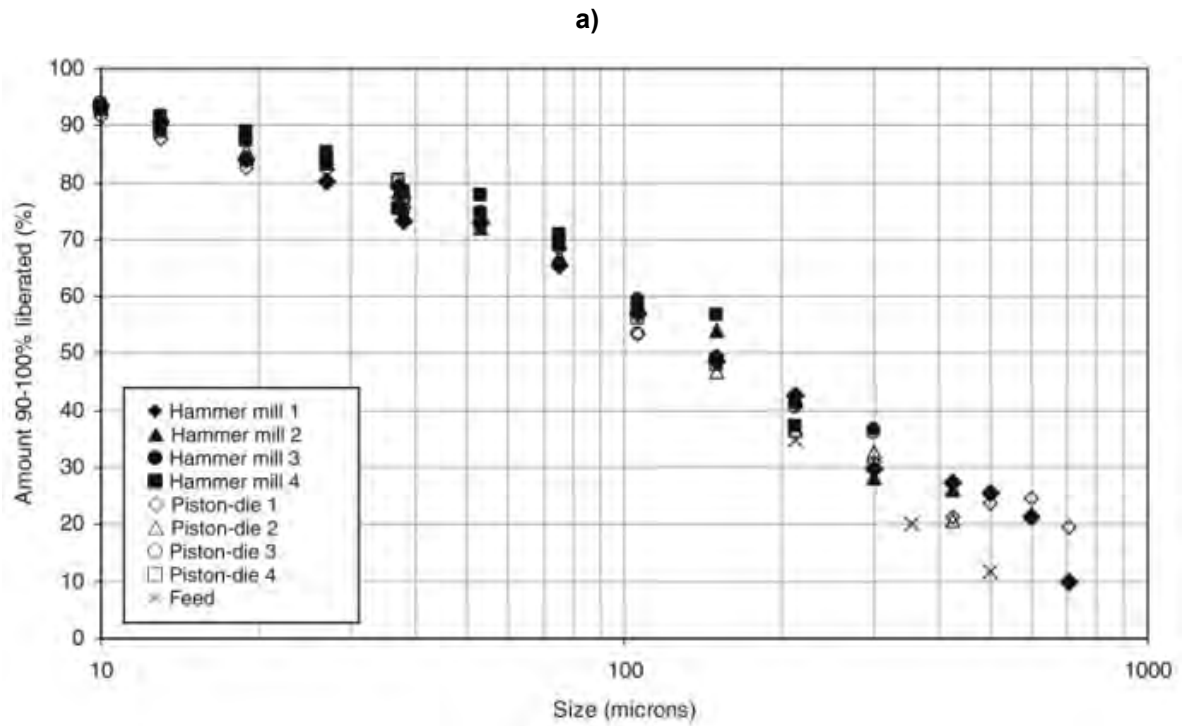 a)
Amount 90-100% liberated (%)
100
90
80
70
60
50
40
30
20
10
0
Hammer mill 1
Hammer mill 2
Hammer mill 3
Hammer mill 4
Piston-die 1
Piston-die 2
Piston-die 3
Piston-die 4
Feed
10
100
1000
Size (microns)